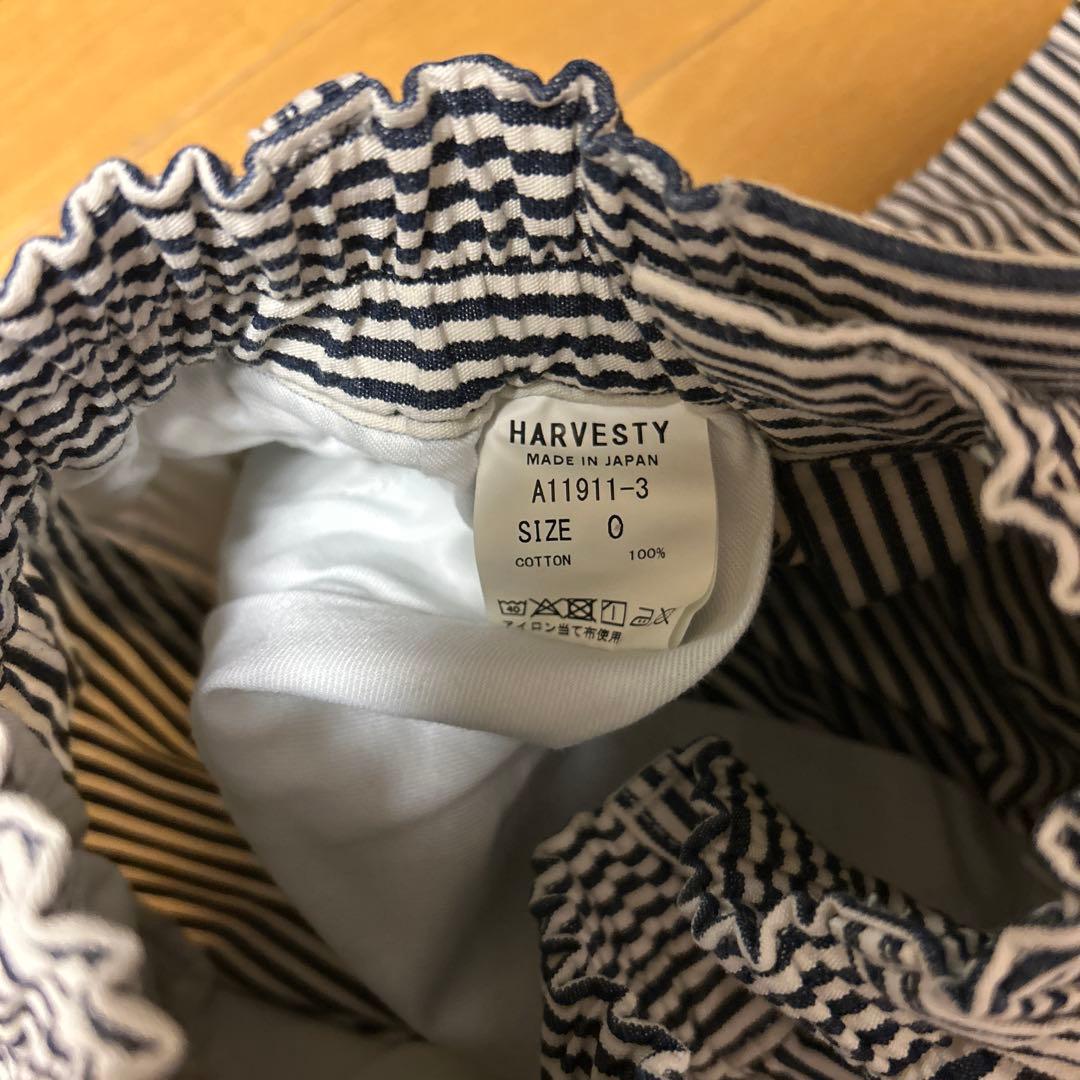 HARVESTY
MADE IN JAPAN
A11911-3
SIZE 0
COTTON 100%
40
アイロン当て布使用